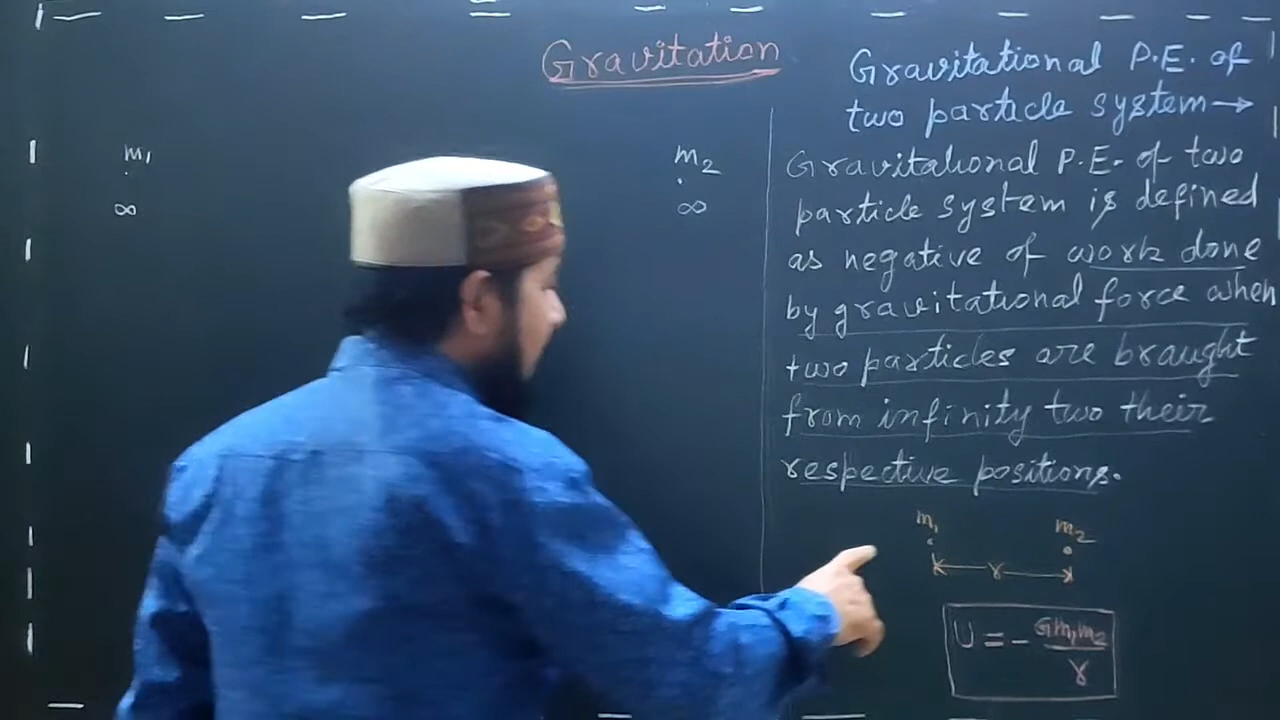 Gravitation
m₁
∞
m₂
∞
Gravitational P.E. of
two particle system→
Gravitational P.E. of two
particle system is defined
as negative of work done
by gravitational force when
two particles are braught
from infinity two their
respective positions.
m₁ m₂
r
U = - Gm₁m₂/r